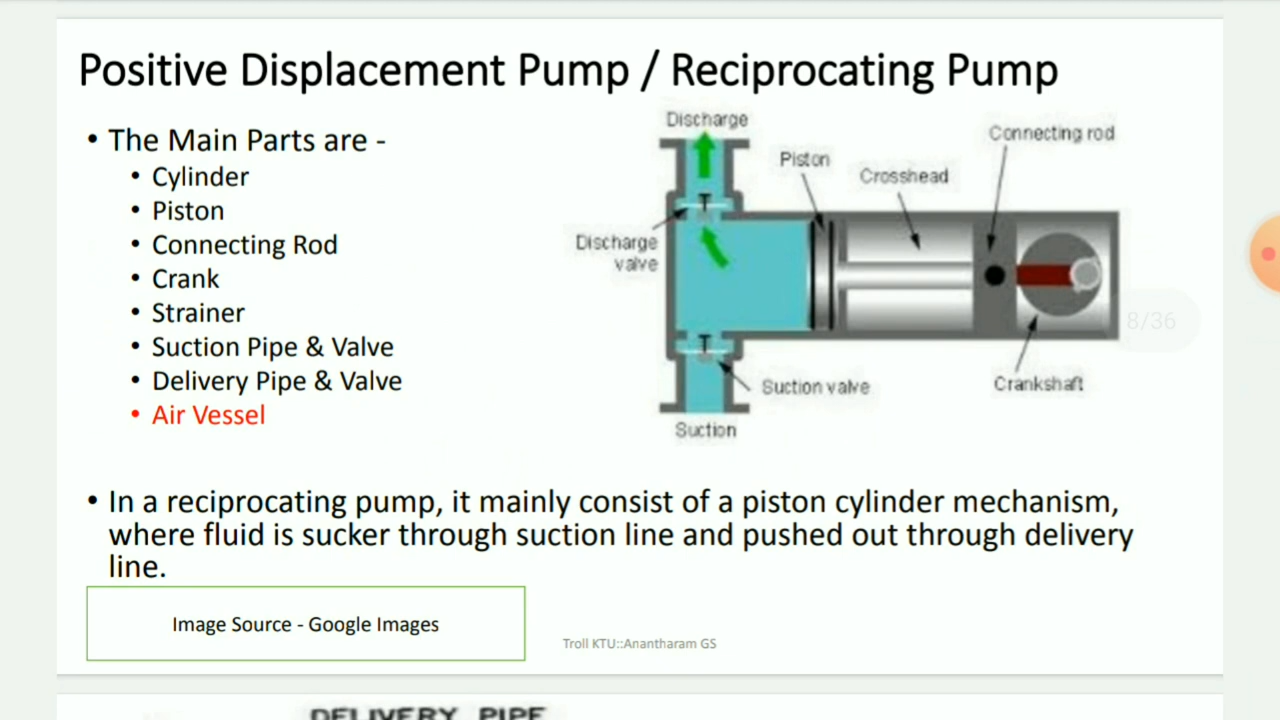 Positive Displacement Pump / Reciprocating Pump
• The Main Parts are -
• Cylinder
• Piston
• Connecting Rod
• Crank
• Strainer
• Suction Pipe & Valve
• Delivery Pipe & Valve
• Air Vessel
Discharge
Piston
Connecting rod
Crosshead
Discharge
valve
8/36
Suction valve
Crankshaft
Suction
• In a reciprocating pump, it mainly consist of a piston cylinder mechanism,
where fluid is sucker through suction line and pushed out through delivery
line.
Image Source - Google Images
Troll KTU::Anantharam GS
DELIVERY PIPE